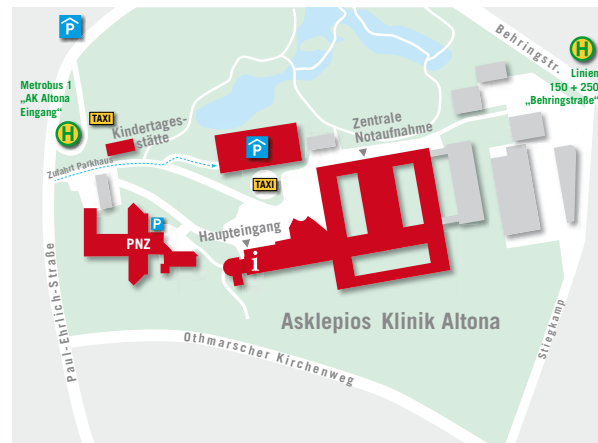 P
Behringstr.
H
Linien
150 + 250
„Behringstraße"
Metrobus 1
„AK Altona
Eingang"
H
TAXI
Kindertages-
stätte
P
Zentrale
Notaufnahme
Zufahrt Parkhaus
TAXI
P
PNZ
Haupteingang
i
Asklepios Klinik Altona
Paul-Ehrlich-Straße
Othmarscher Kirchenweg
Stiegkamp